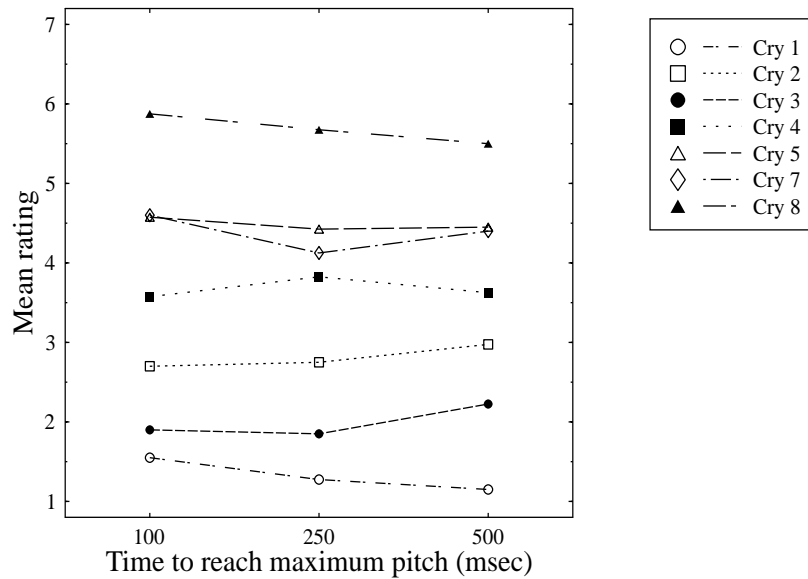 7
6
5
4
3
2
1
Mean rating
100 250 500
Time to reach maximum pitch (msec)
Cry 1
Cry 2
Cry 3
Cry 4
Cry 5
Cry 7
Cry 8